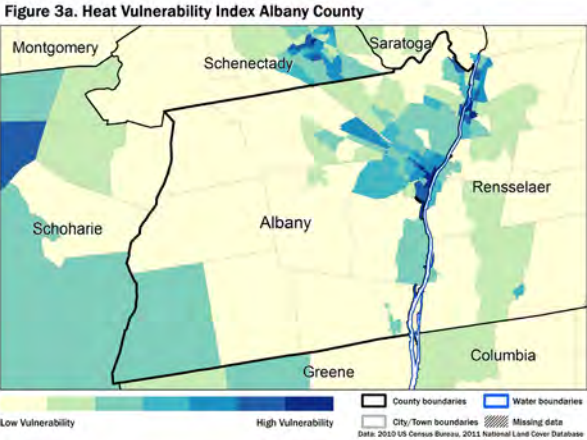 Figure 3a. Heat Vulnerability Index Albany County
Montgomery
Saratoga
Schenectady
Rensselaer
Schoharie
Albany
Columbia
Greene
County boundaries
Water boundaries
Low Vulnerability
High Vulnerability
City/Town boundaries
Missing data
Data: 2010 US Census Bureau, 2011 National Land Cover Database